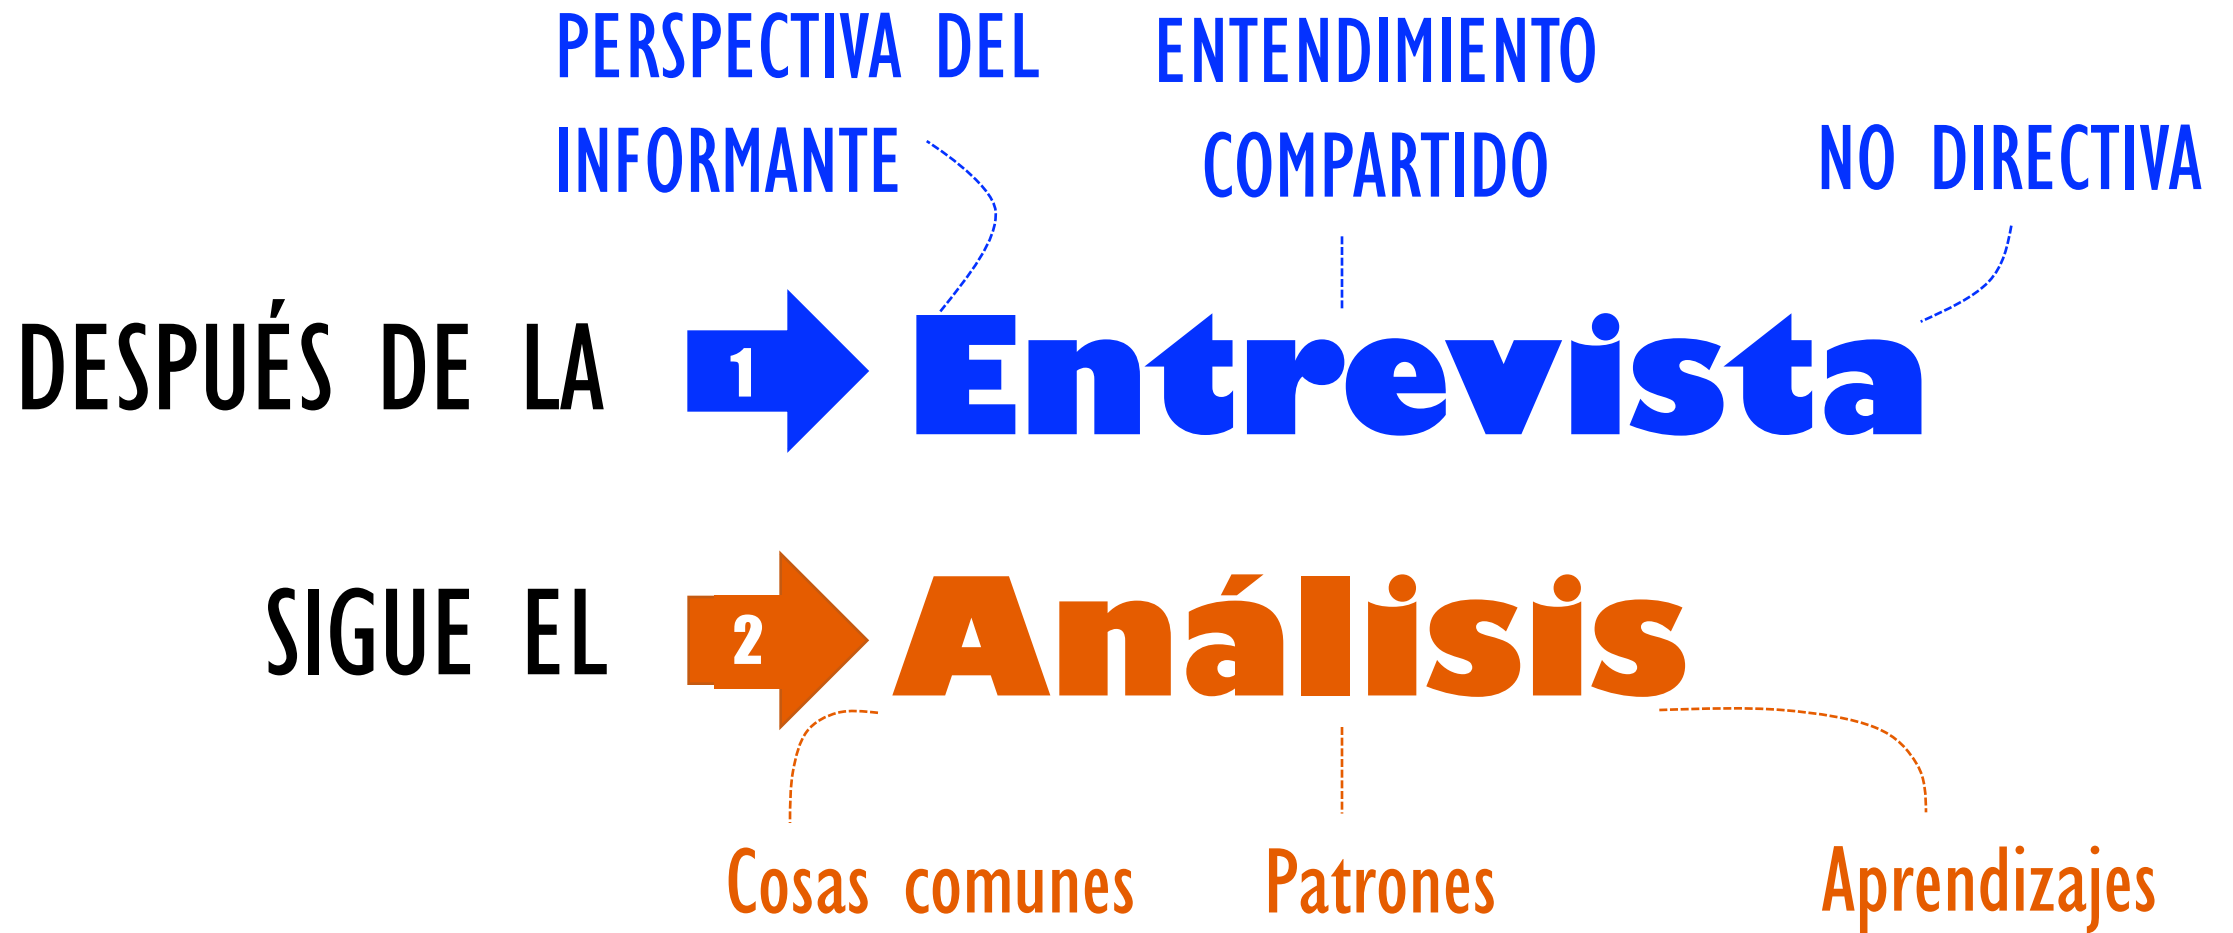 PERSPECTIVA DEL
INFORMANTE
ENTENDIMIENTO
COMPARTIDO
NO DIRECTIVA
DESPUÉS DE LA 1 Entrevista
SIGUE EL 2 Análisis
Cosas comunes
Patrones
Aprendizajes